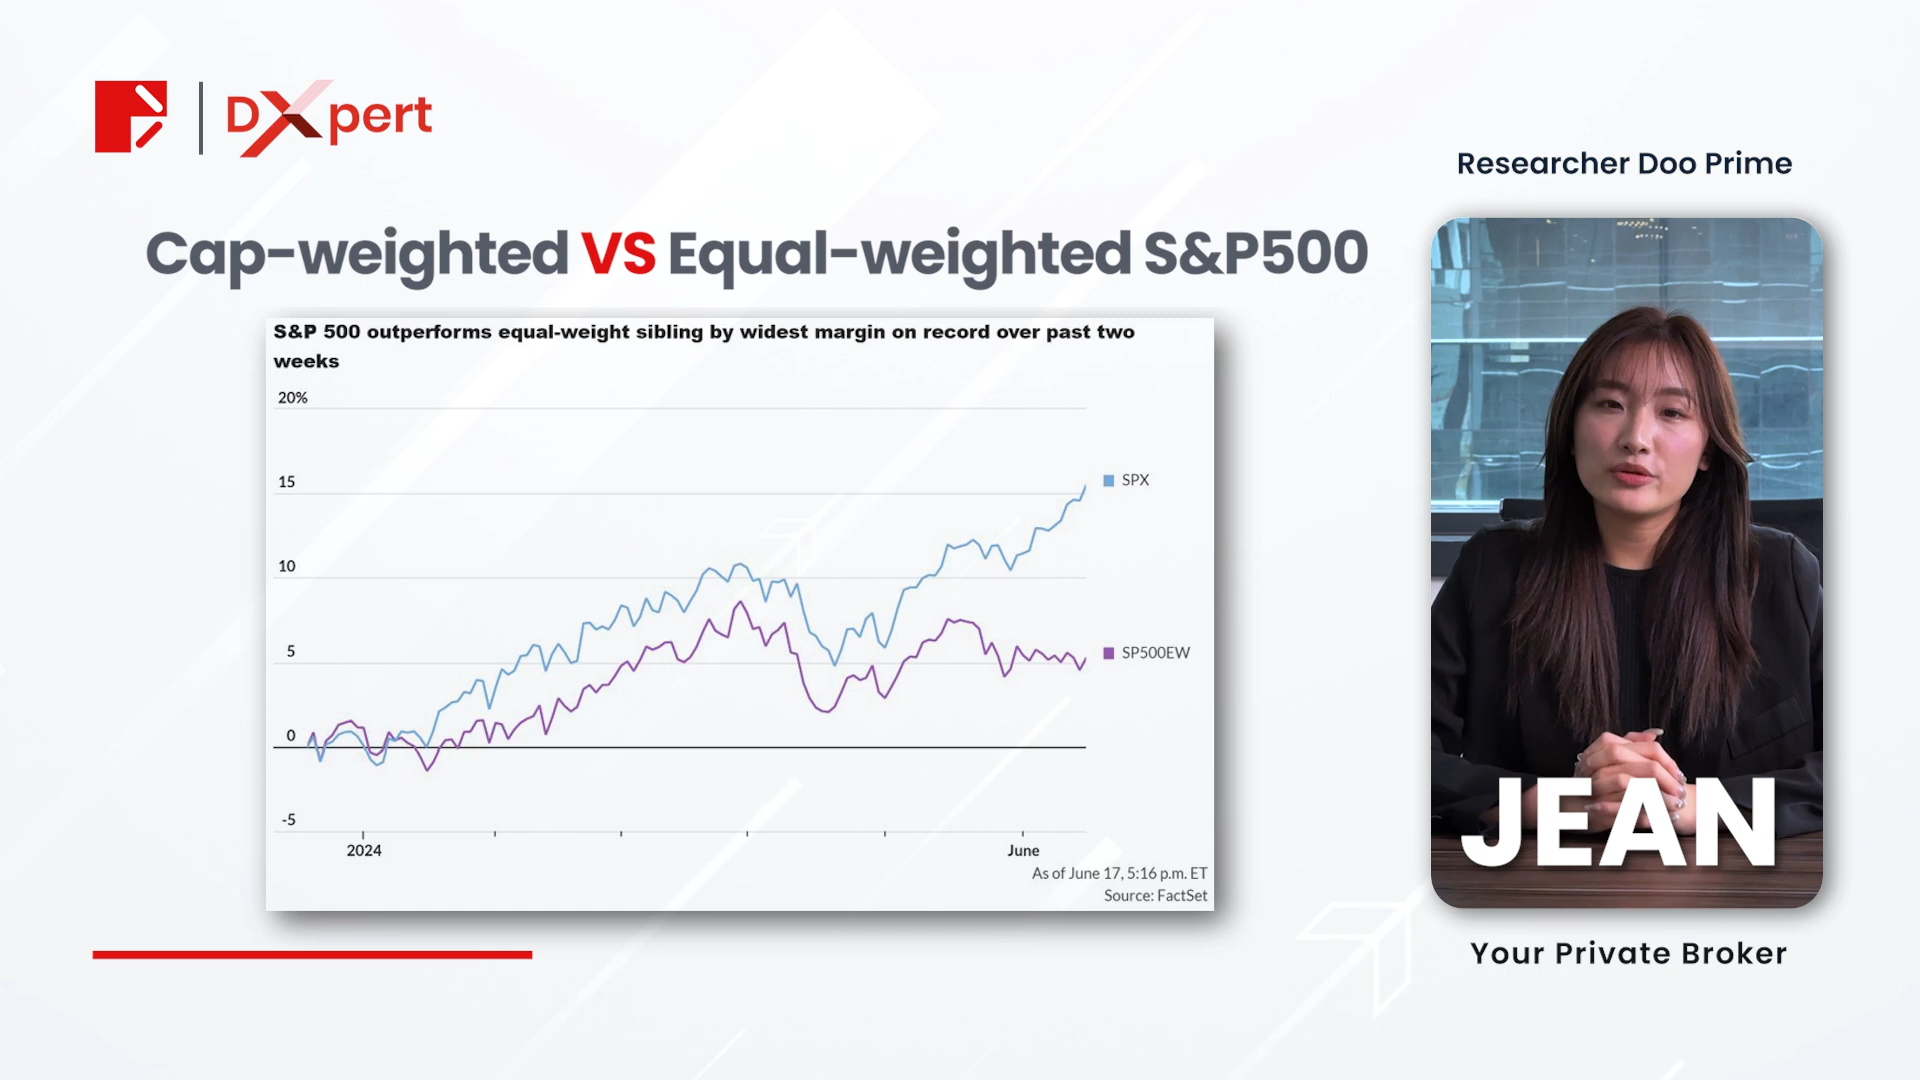 DXpert
Researcher Doo Prime
Cap-weighted VS Equal-weighted S&P500
S&P 500 outperforms equal-weight sibling by widest margin on record over past two
weeks
20%
15
10
5
0
-5
SPX
SP500EW
2024
June
As of June 17, 5:16 p.m. ET
Source: FactSet
JEAN
Your Private Broker